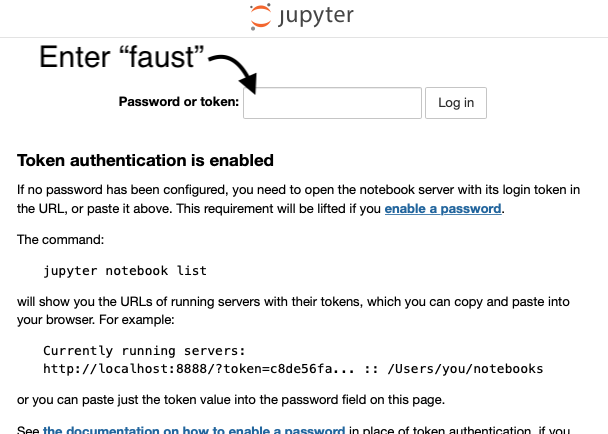 jupyter
Enter “faust”
Password or token:
Log in
Token authentication is enabled
If no password has been configured, you need to open the notebook server with its login token in
the URL, or paste it above. This requirement will be lifted if you enable a password.
The command:
jupyter notebook list
will show you the URLs of running servers with their tokens, which you can copy and paste into
your browser. For example:
Currently running servers:
http://localhost:8888/?token=c8de56fa... :: /Users/you/notebooks
or you can paste just the token value into the password field on this page.
See the documentation on how to enable a password in place of token authentication, if you